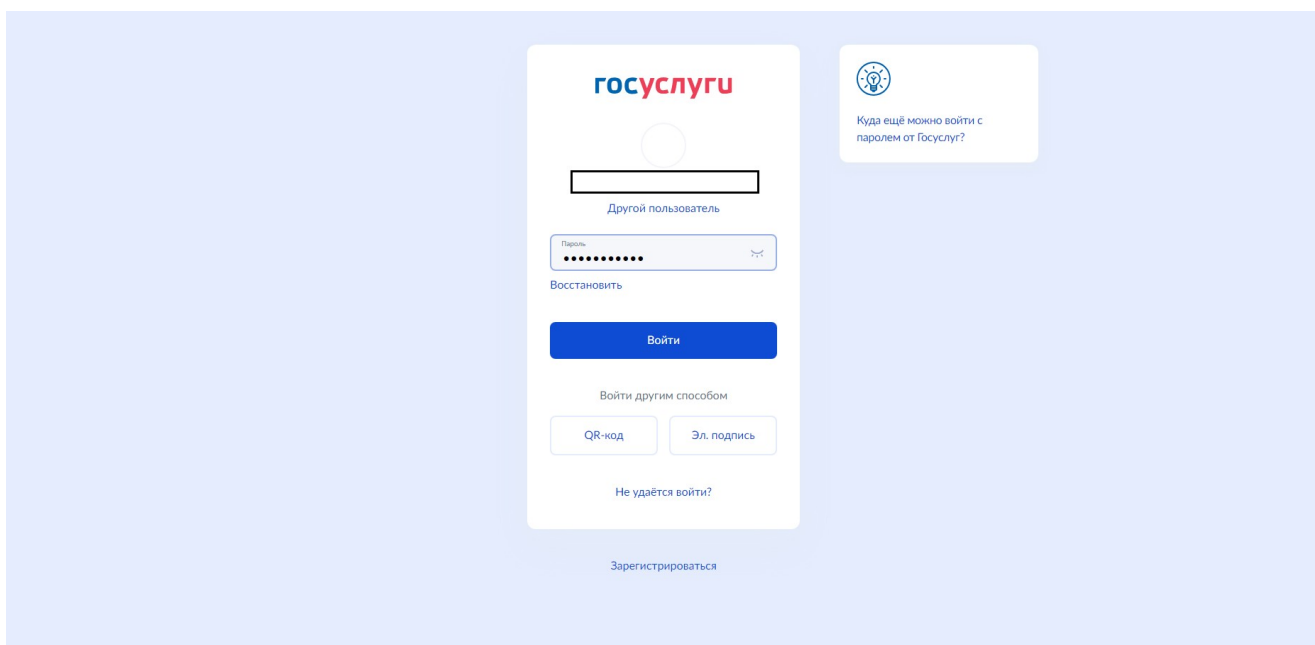 госуслуги
Другой пользователь
Пароль
•••••••••••
Восстановить
Войти
Войти другим способом
QR-код
Эл. подпись
Не удаётся войти?
Зарегистрироваться
Куда ещё можно войти с
паролем от Госуслуг?